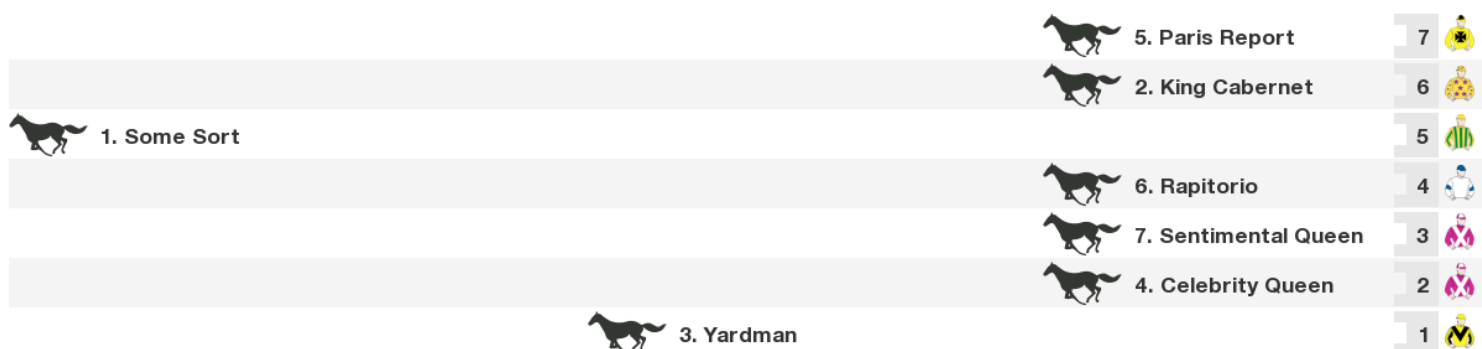 5. Paris Report 7
2. King Cabernet 6
1. Some Sort 5
6. Rapitorio 4
7. Sentimental Queen 3
4. Celebrity Queen 2
3. Yardman 1